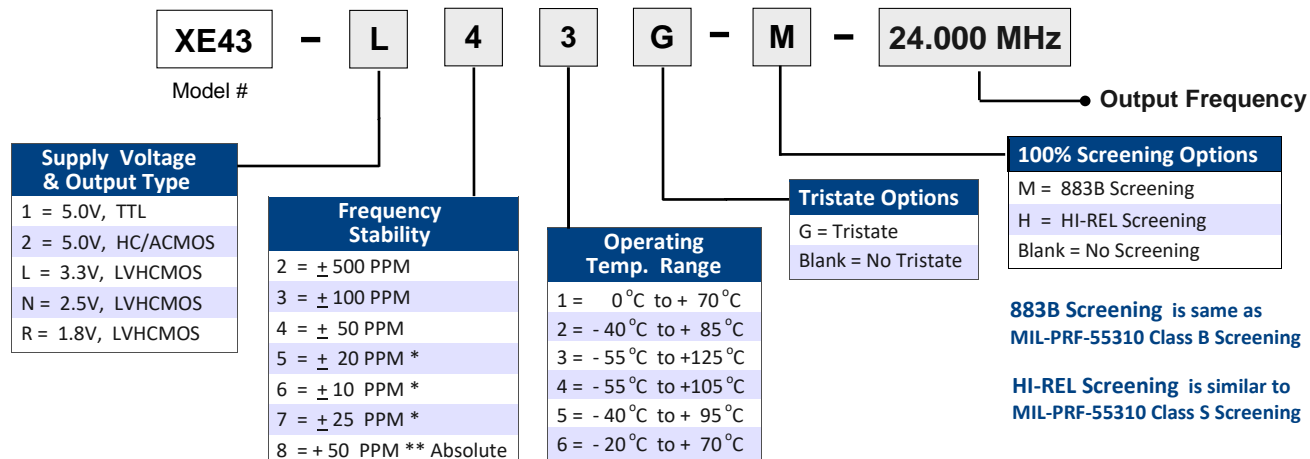 XE43 – L 4 3 G – M – 24.000 MHz
Model #
Output Frequency
Supply Voltage
& Output Type
1 = 5.0V, TTL
2 = 5.0V, HC/ACMOS
L = 3.3V, LVHCMOS
N = 2.5V, LVHCMOS
R = 1.8V, LVHCMOS
Frequency
Stability
2 = ± 500 PPM
3 = ± 100 PPM
4 = ± 50 PPM
5 = ± 20 PPM *
6 = ± 10 PPM *
7 = ± 25 PPM *
8 = + 50 PPM ** Absolute
Operating
Temp. Range
1 = 0 °C to + 70 °C
2 = - 40 °C to + 85 °C
3 = - 55 °C to +125 °C
4 = - 55 °C to +105 °C
5 = - 40 °C to + 95 °C
6 = - 20 °C to + 70 °C
Tristate Options
G = Tristate
Blank = No Tristate
100% Screening Options
M = 883B Screening
H = HI-REL Screening
Blank = No Screening
883B Screening is same as
MIL-PRF-55310 Class B Screening
HI-REL Screening is similar to
MIL-PRF-55310 Class S Screening